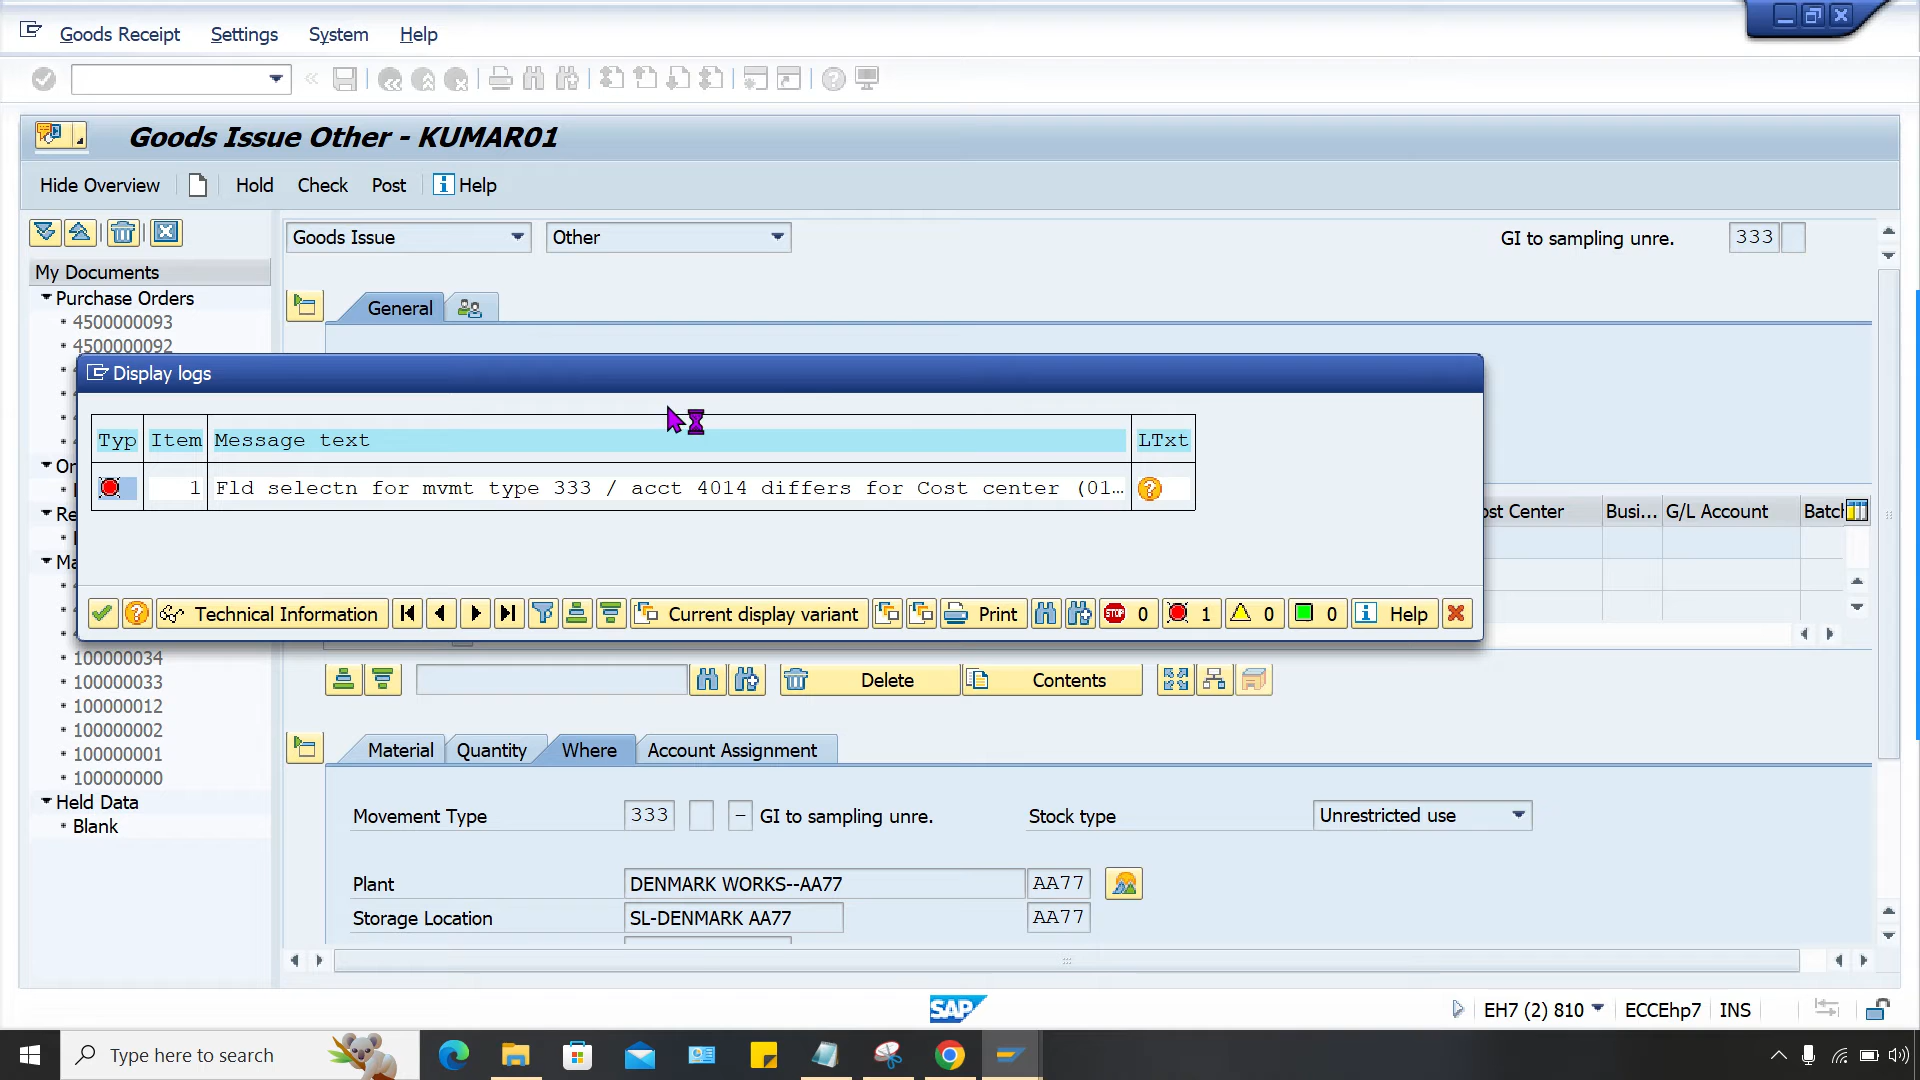 Goods Receipt Settings System Help
Goods Issue Other - KUMAR01
Hide Overview Hold Check Post Help
Goods Issue Other GI to sampling unre. 333
My Documents
Purchase Orders
4500000093
4500000092
General
Display logs
Typ Item Message text LTxt
1 Fld selectn for mvmt type 333 / acct 4014 differs for Cost center (01...
ost Center Busi... G/L Account Batch
Or
Re
Ma
Technical Information Current display variant Print STOP 0 1 0 0 Help
100000034
100000033
100000012
100000002
100000001
100000000
Held Data
Blank
Delete Contents
Material Quantity Where Account Assignment
Movement Type 333 - GI to sampling unre. Stock type Unrestricted use
Plant DENMARK WORKS--AA77 AA77
Storage Location SL-DENMARK AA77 AA77
SAP
EH7 (2) 810 ECCEhp7 INS
Type here to search